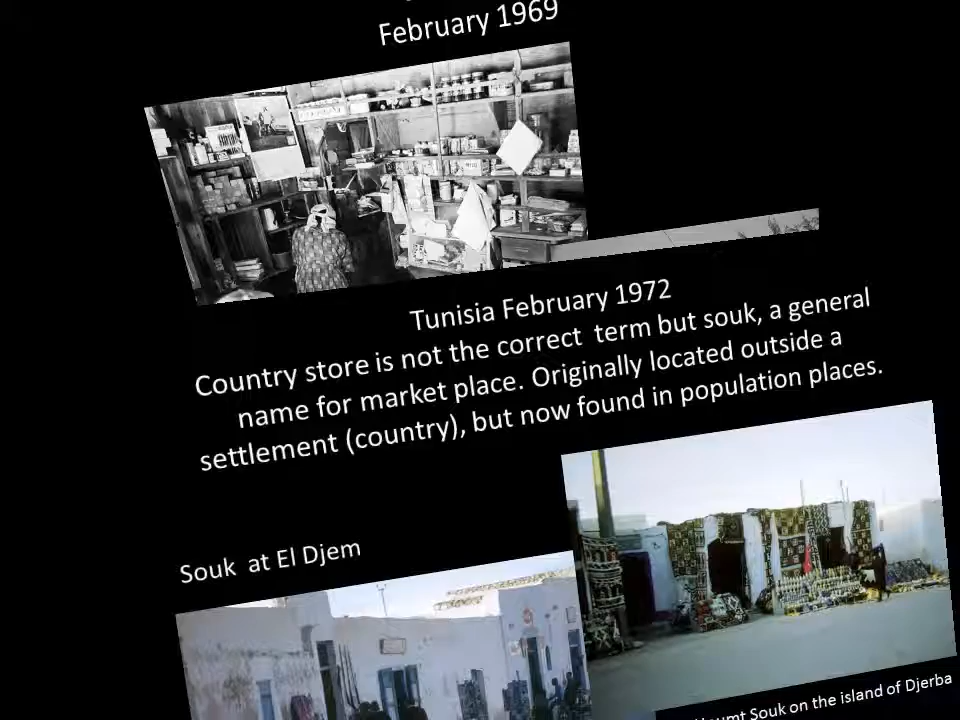 February 1969
Tunisia February 1972
Country store is not the correct term but souk, a general
name for market place. Originally located outside a
settlement (country), but now found in population places.
Souk at El Djem
Souk on the island of Djerba